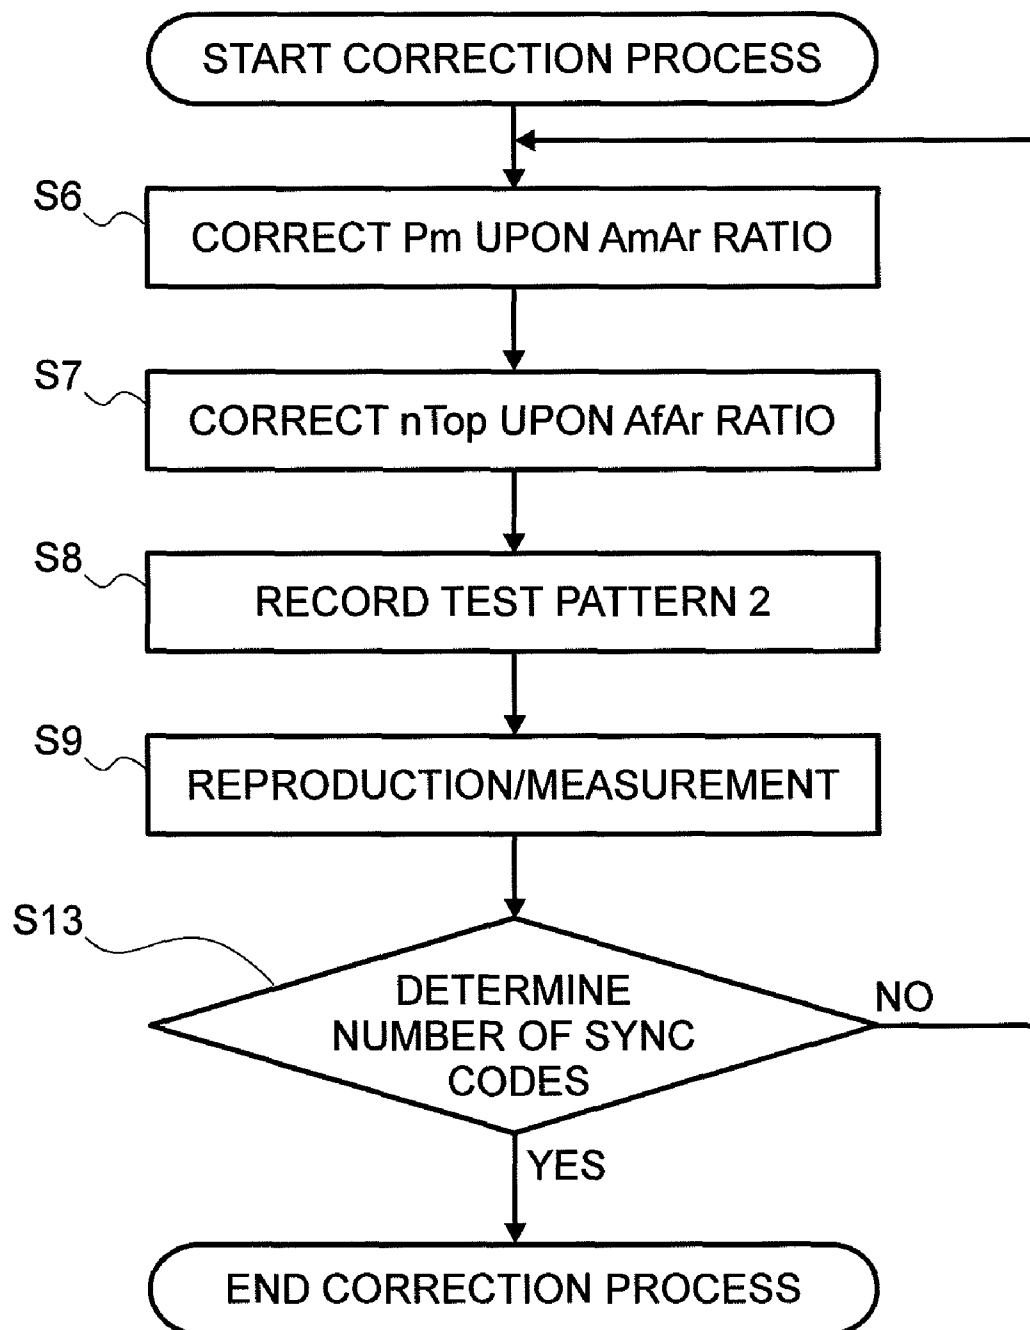 START CORRECTION PROCESS
S6
CORRECT Pm UPON AmAr RATIO
S7
CORRECT nTop UPON AfAr RATIO
S8
RECORD TEST PATTERN 2
S9
REPRODUCTION/MEASUREMENT
S13
DETERMINE
NUMBER OF SYNC
CODES
NO
YES
END CORRECTION PROCESS